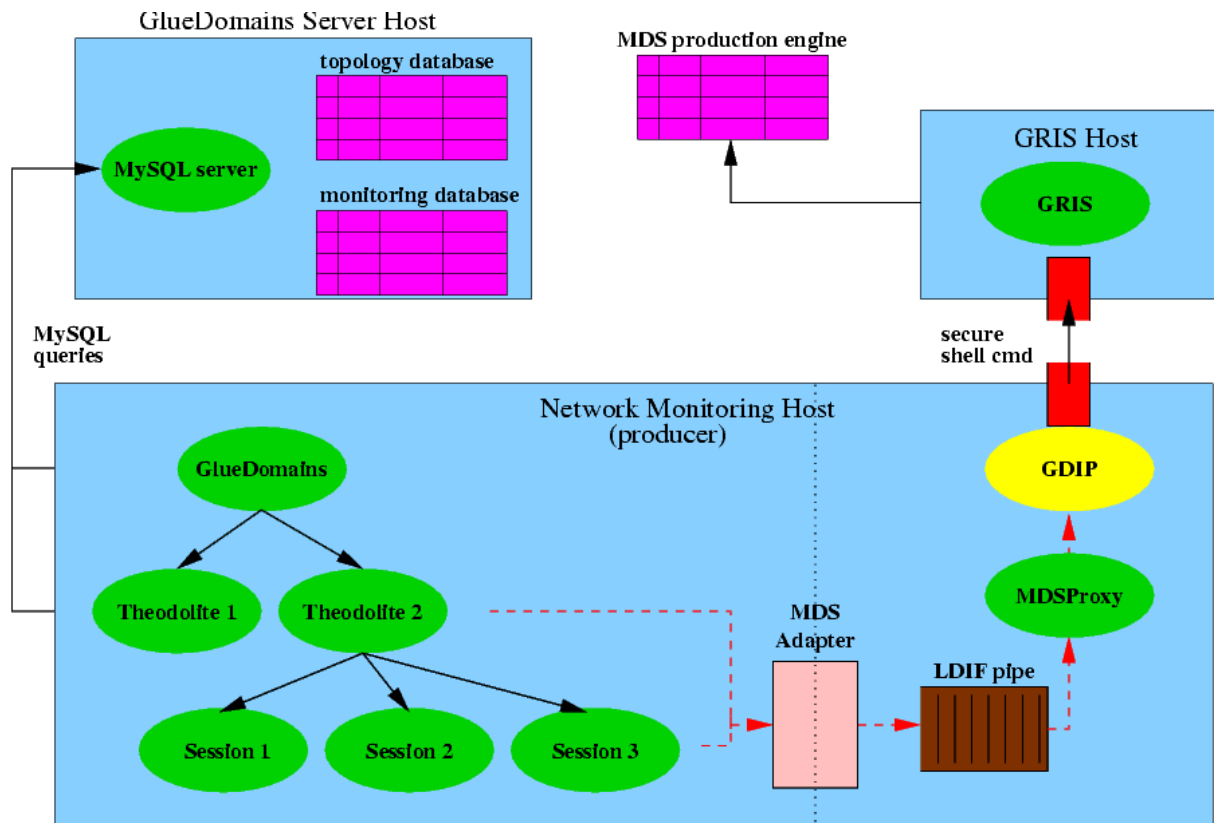 GlueDomains Server Host
topology database
MySQL server
monitoring database
MDS production engine
GRIS Host
GRIS
MySQL
queries
secure
shell cmd
Network Monitoring Host
(producer)
GlueDomains
GDIP
Theodolite 1
Theodolite 2
MDS
Adapter
MDSProxy
LDIF pipe
Session 1
Session 2
Session 3